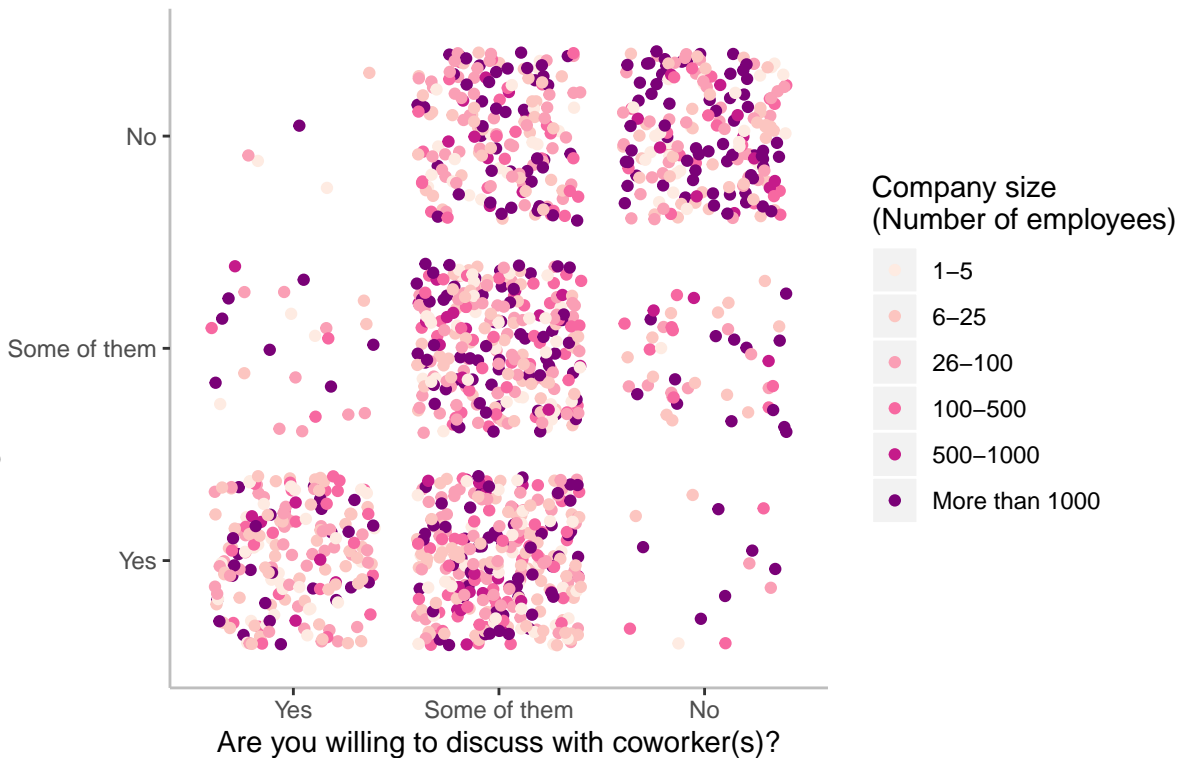 No
Some of them
Yes
Yes
Some of them
No
Are you willing to discuss with coworker(s)?
Company size
(Number of employees)
1–5
6–25
26–100
100–500
500–1000
More than 1000